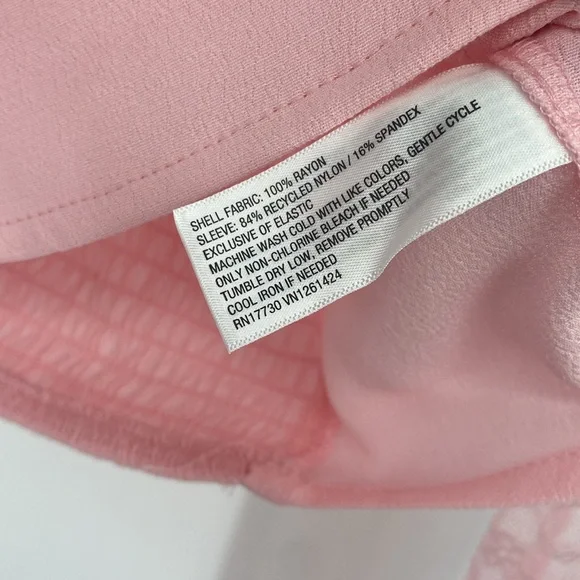 SHELL FABRIC: 100% RAYON
SLEEVE: 84% RECYCLED NYLON / 16% SPANDEX
EXCLUSIVE OF ELASTIC
MACHINE WASH COLD WITH LIKE COLORS, GENTLE CYCLE
ONLY NON-CHLORINE BLEACH IF NEEDED
TUMBLE DRY LOW, REMOVE PROMPTLY
COOL IRON IF NEEDED
RN17730 VN1261424